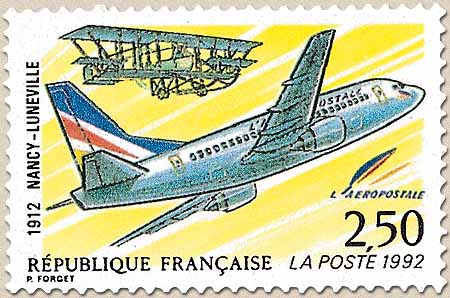 1912 NANCY-LUNEVILLE
L'AEROPOSTALE
2,50
RÉPUBLIQUE FRANÇAISE LA POSTE 1992
P. FORGET